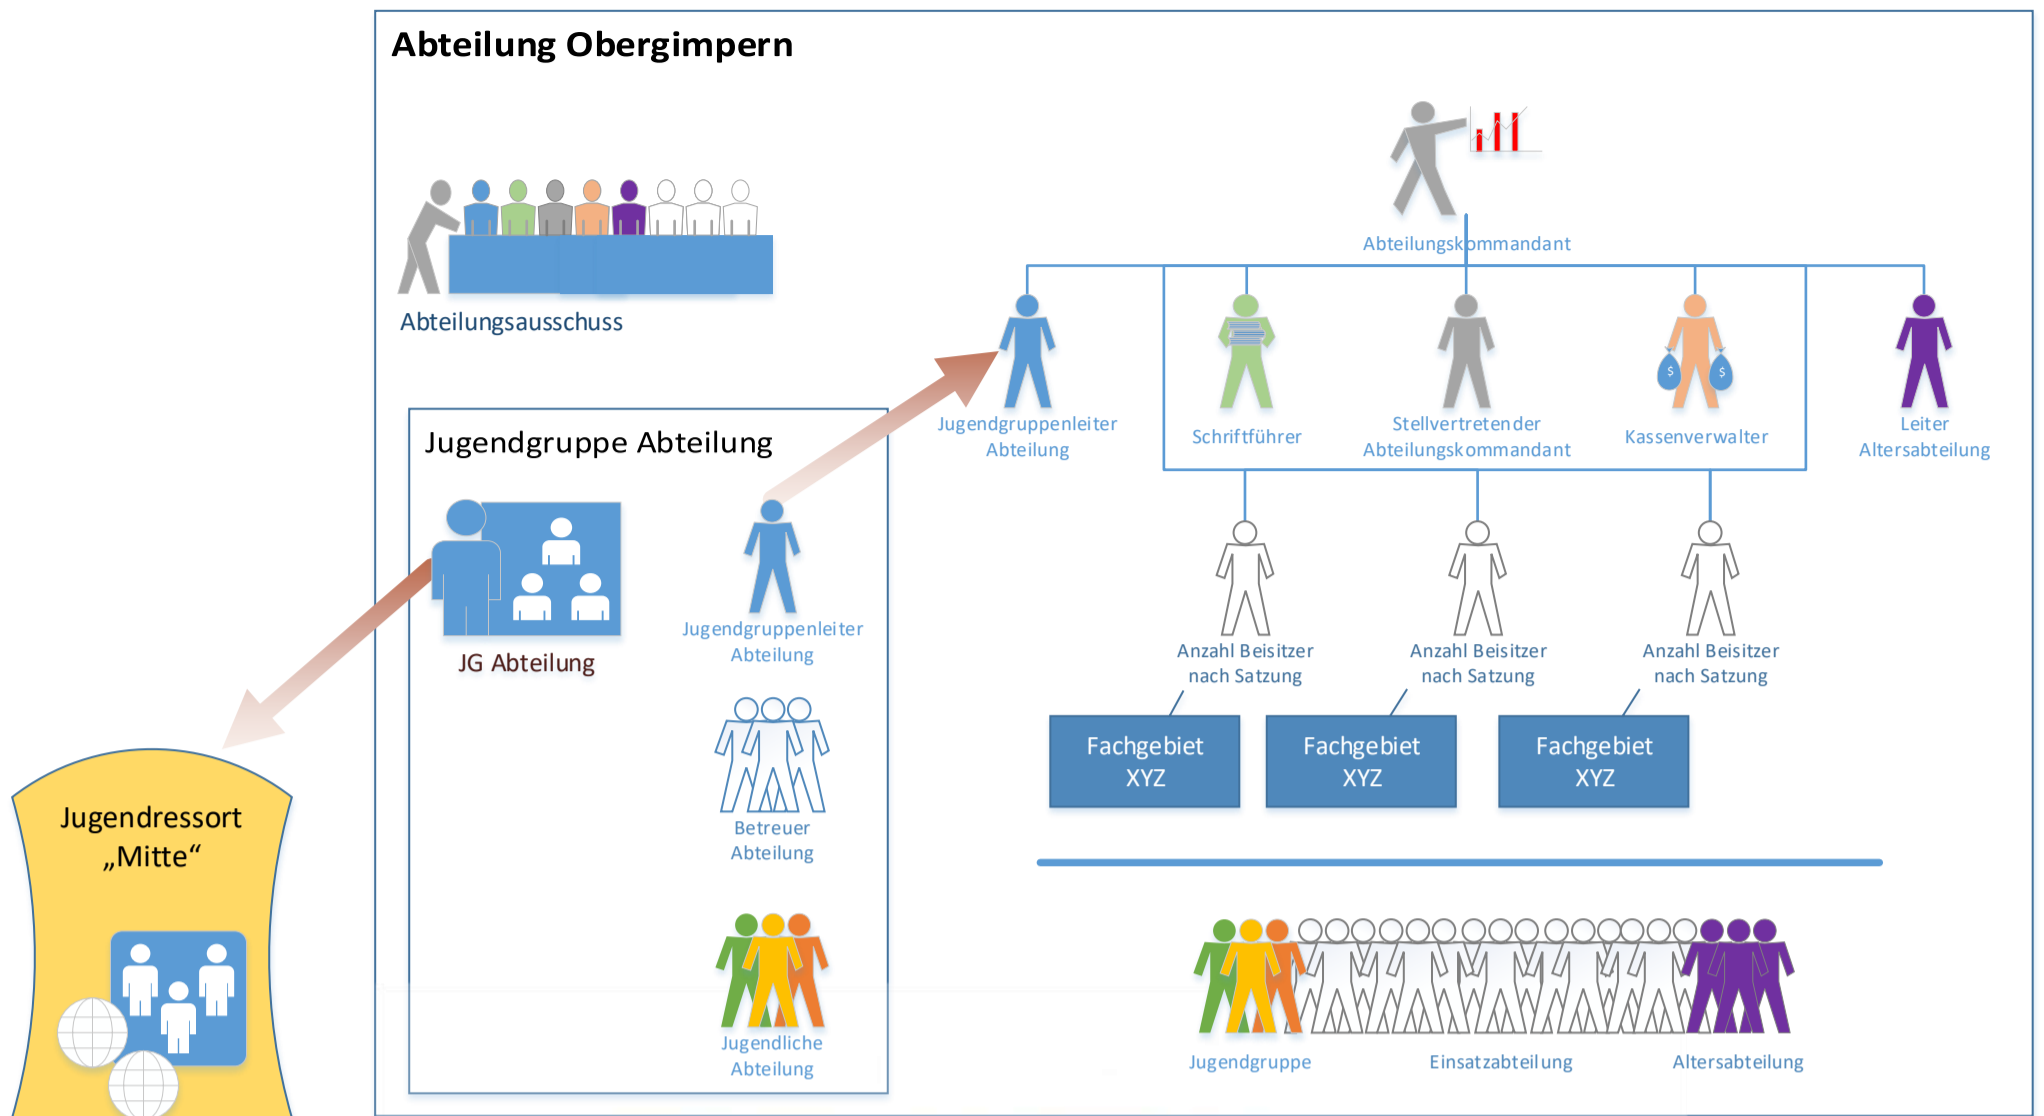 Abteilung Obergimpern
Abteilungskommandant
Abteilungsausschuss
Jugendgruppenleiter
Abteilung
Schriftführer
Stellvertretender
Abteilungskommandant
$
$
Kassenverwalter
Leiter
Altersabteilung
Jugendgruppe Abteilung
JG Abteilung
Jugendgruppenleiter
Abteilung
Betreuer
Abteilung
Jugendliche
Abteilung
Anzahl Beisitzer
nach Satzung
Anzahl Beisitzer
nach Satzung
Anzahl Beisitzer
nach Satzung
Fachgebiet
XYZ
Fachgebiet
XYZ
Fachgebiet
XYZ
Jugendgruppe
Einsatzabteilung
Altersabteilung
Jugendressort
„Mitte“